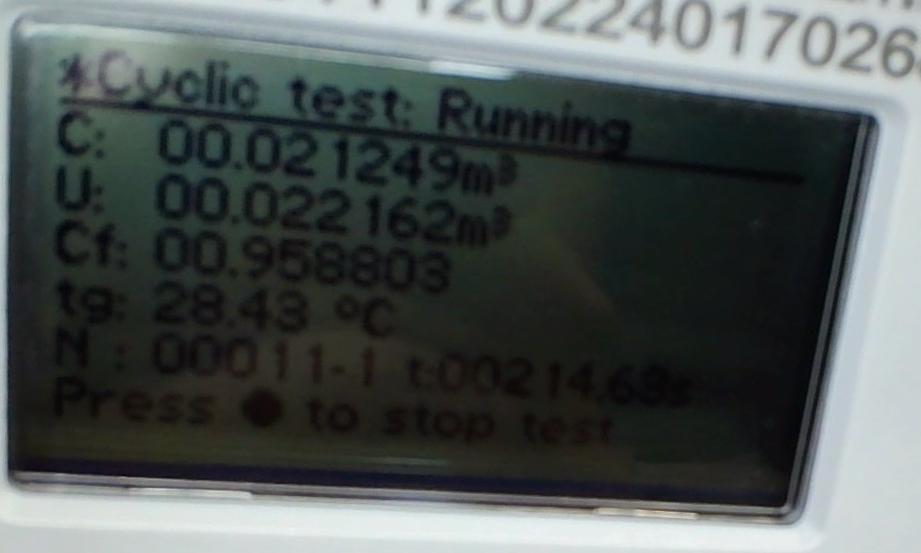 20224017026
*Cyclic test: Running
C: 00.021249m³
U: 00.022162m³
Cf: 00.958803
tg: 28.43 °C
N : 00011-1 t:00214.68s
Press ● to stop test